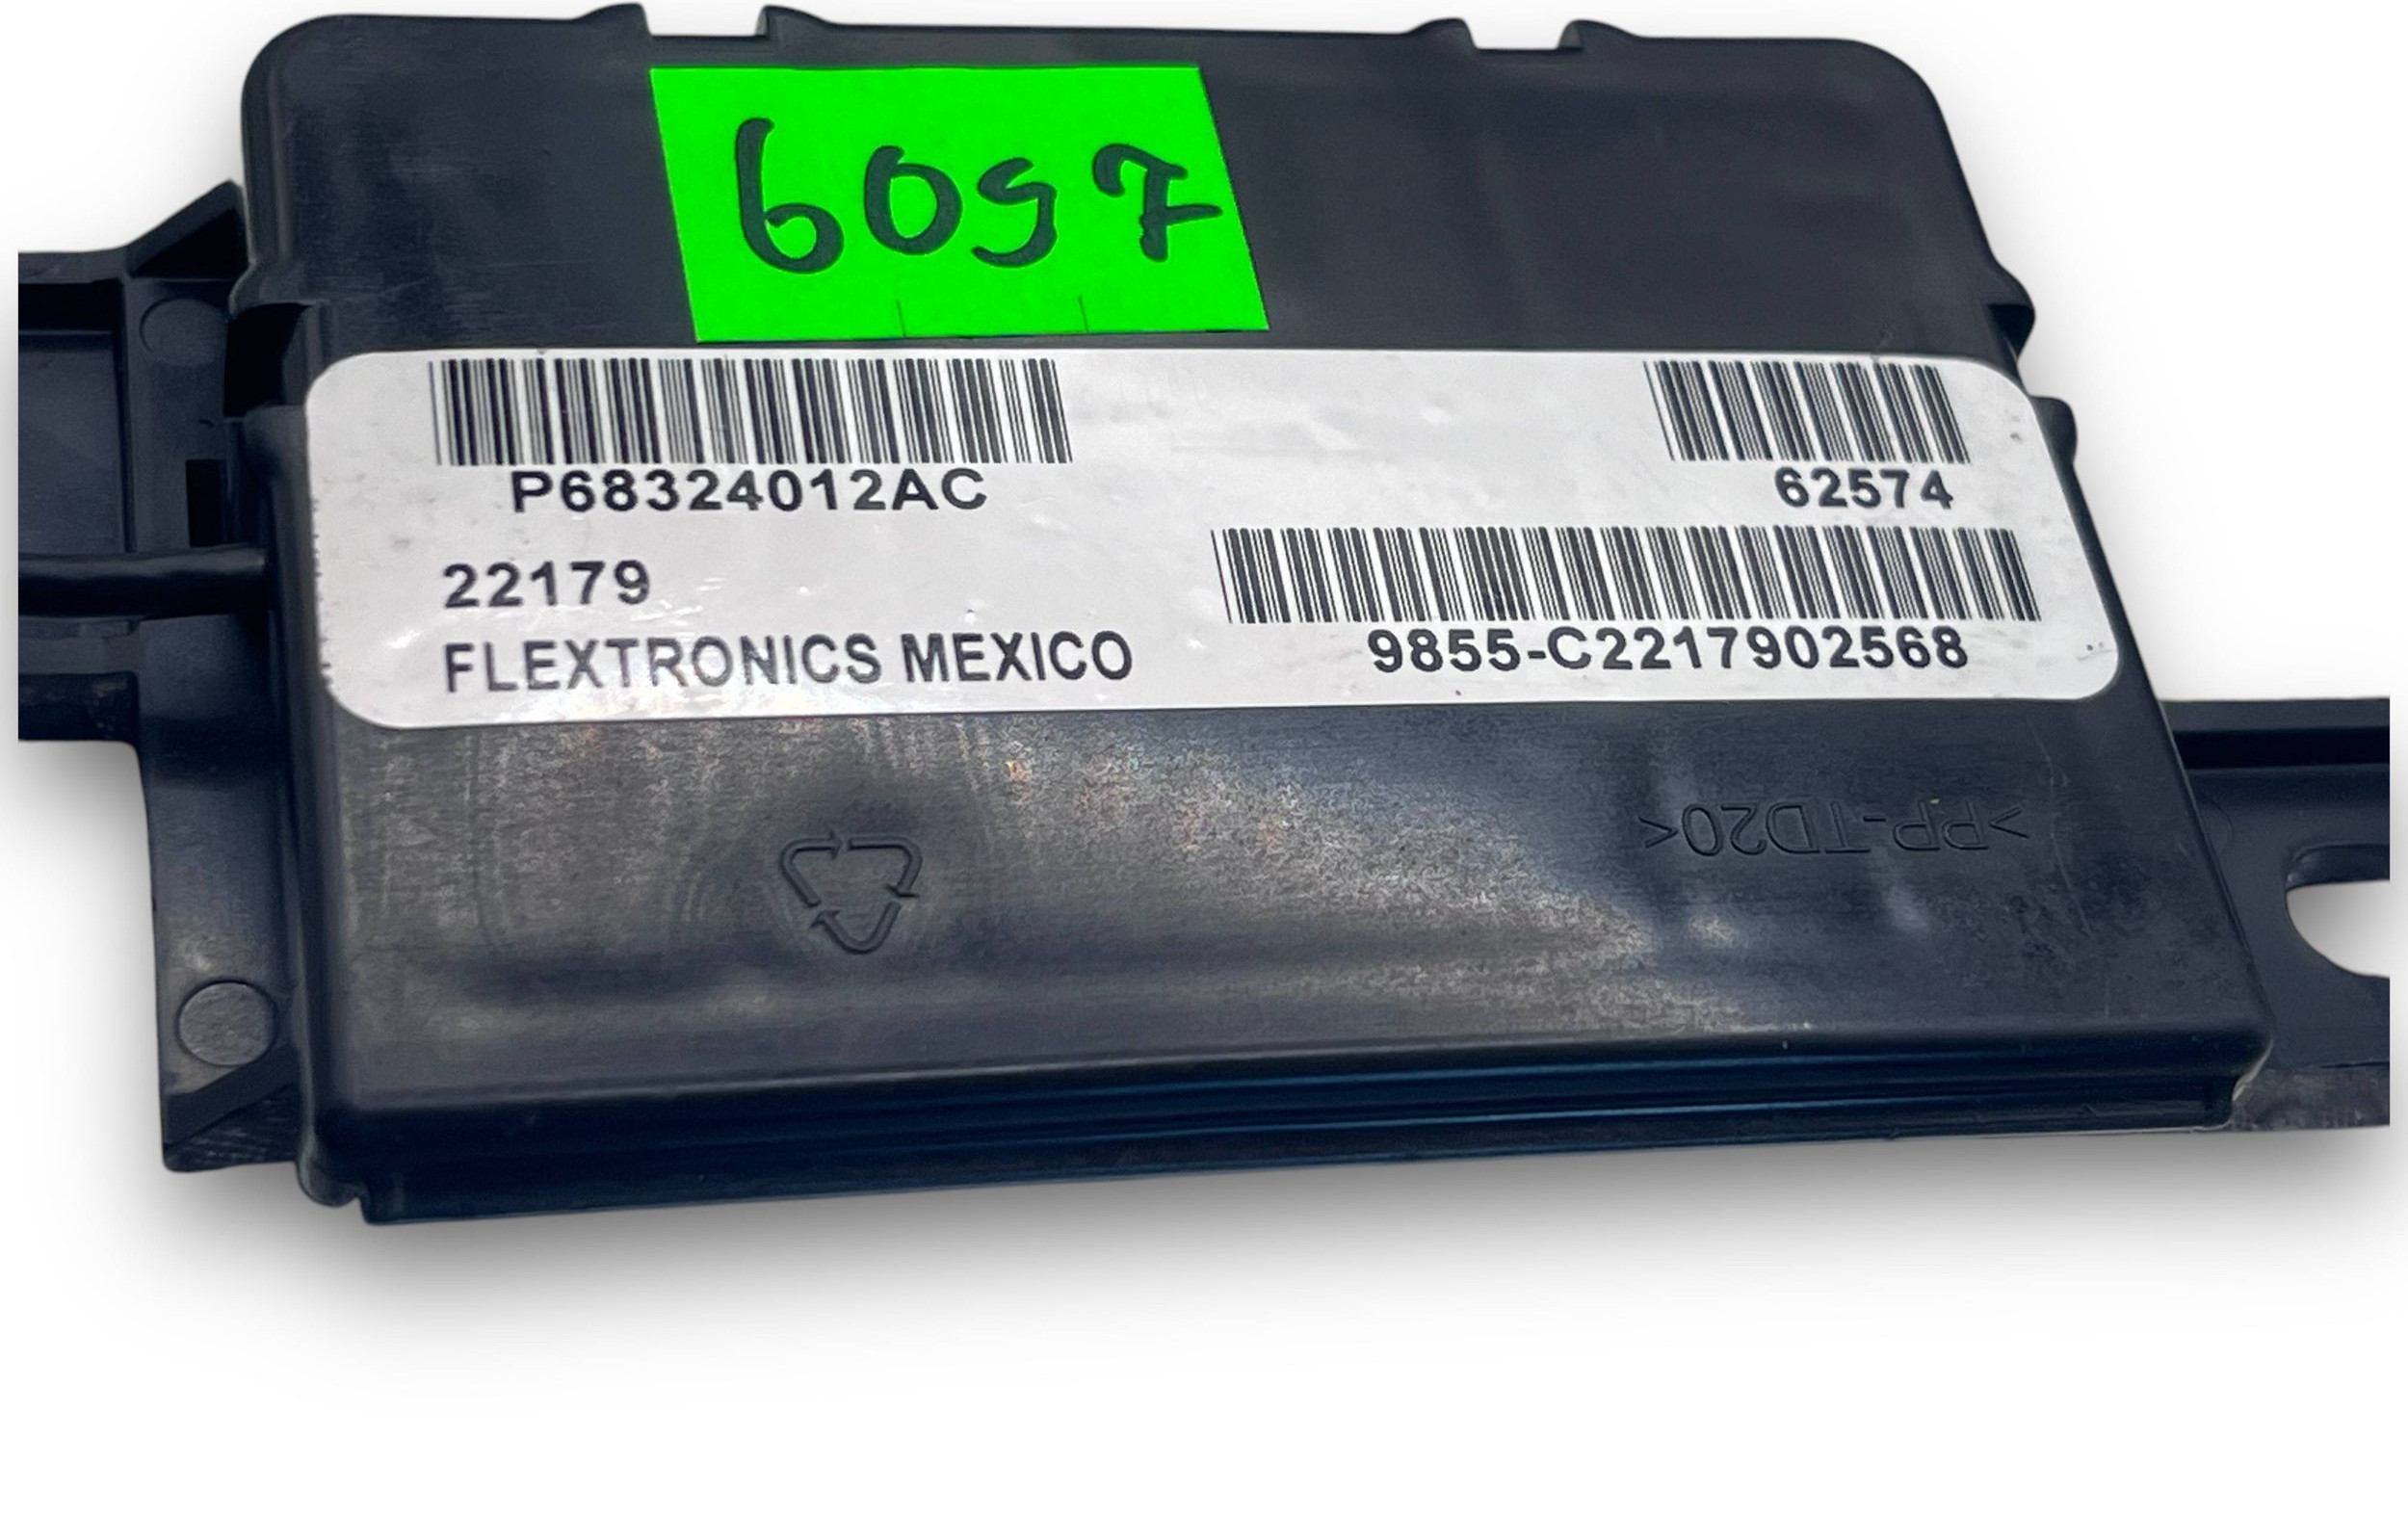 6097
P68324012AC
62574
22179
9855-C2217902568
FLEXTRONICS MEXICO
>PP-TD20<